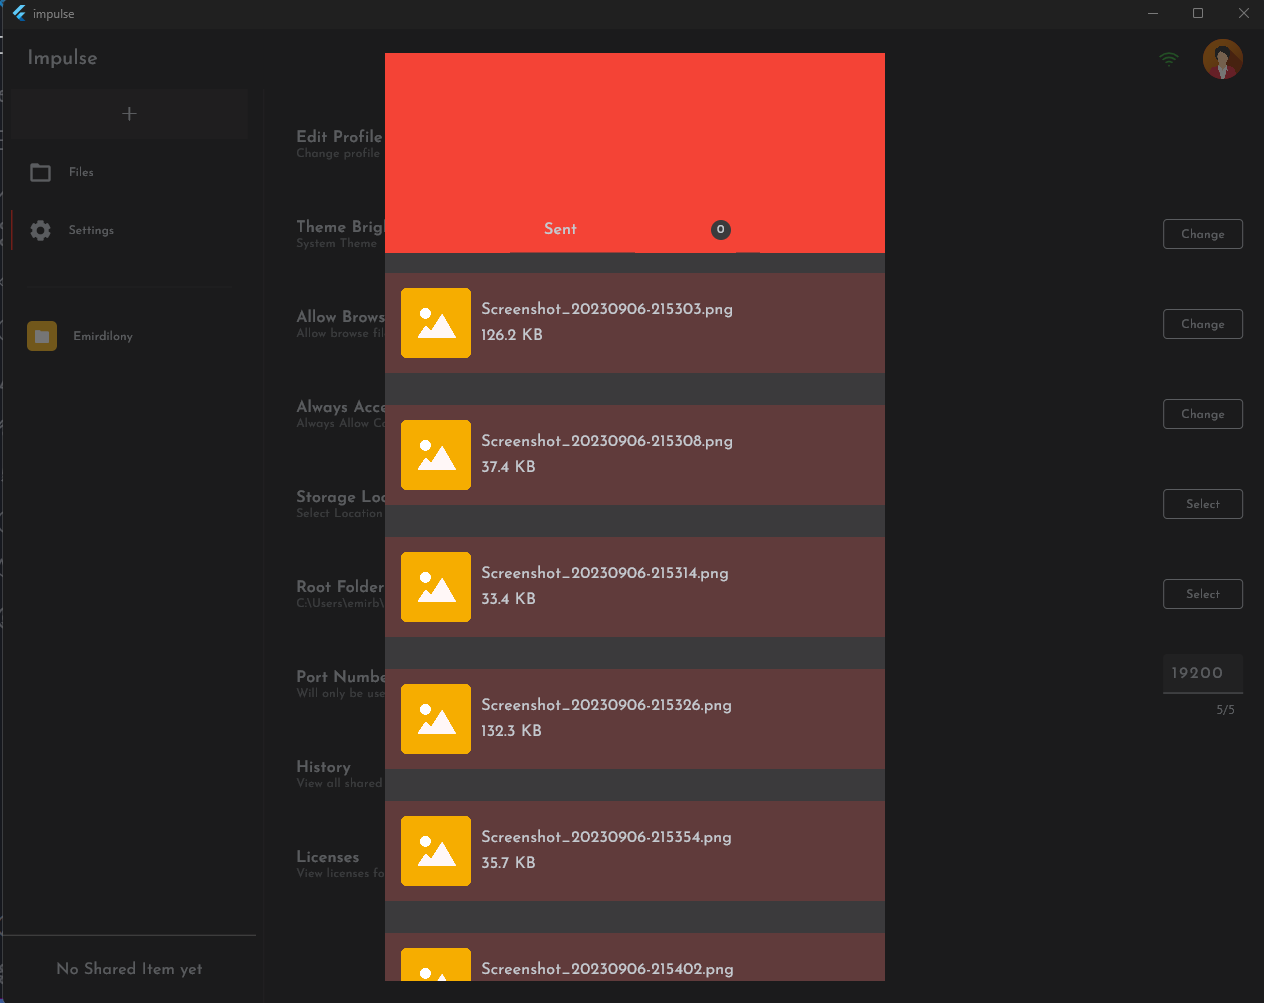 impulse
Impulse
Files
Settings
Emirdilony
No Shared Item yet
Edit Profile
Change profile
Theme Brig
System Theme
Change
Allow Brows
Allow browse fil
Change
Always Acce
Always Allow Co
Change
Storage Loc
Select Location
Select
Root Folder
C:\Users\emirb\
Select
Port Numbe
Will only be use
19200
5/5
History
View all shared
Licenses
View licenses fo
Sent
0
Screenshot_20230906-215303.png
126.2 KB
Screenshot_20230906-215308.png
37.4 KB
Screenshot_20230906-215314.png
33.4 KB
Screenshot_20230906-215326.png
132.3 KB
Screenshot_20230906-215354.png
35.7 KB
Screenshot_20230906-215402.png